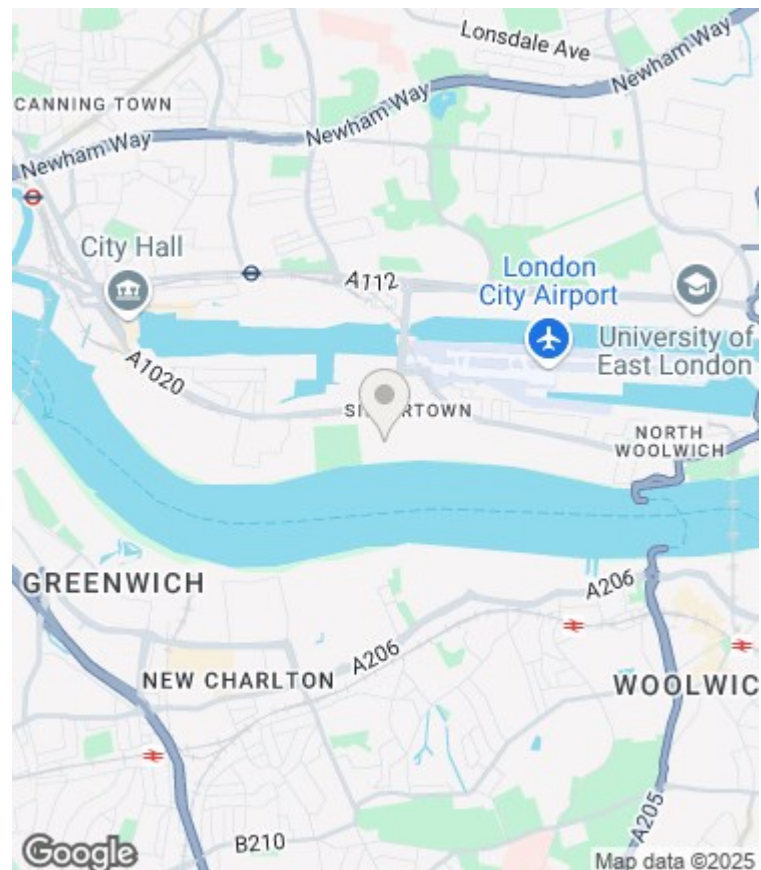 Lonsdale Ave
Newham Way
CANNING TOWN
Newham Way
Newham Way
City Hall
A112
London
City Airport
University of
East London
A1020
NORTH
WOOLWICH
GREENWICH
A206
A206
NEW CHARLTON
WOOLWIC
A205
B210
Google
Map data ©2025